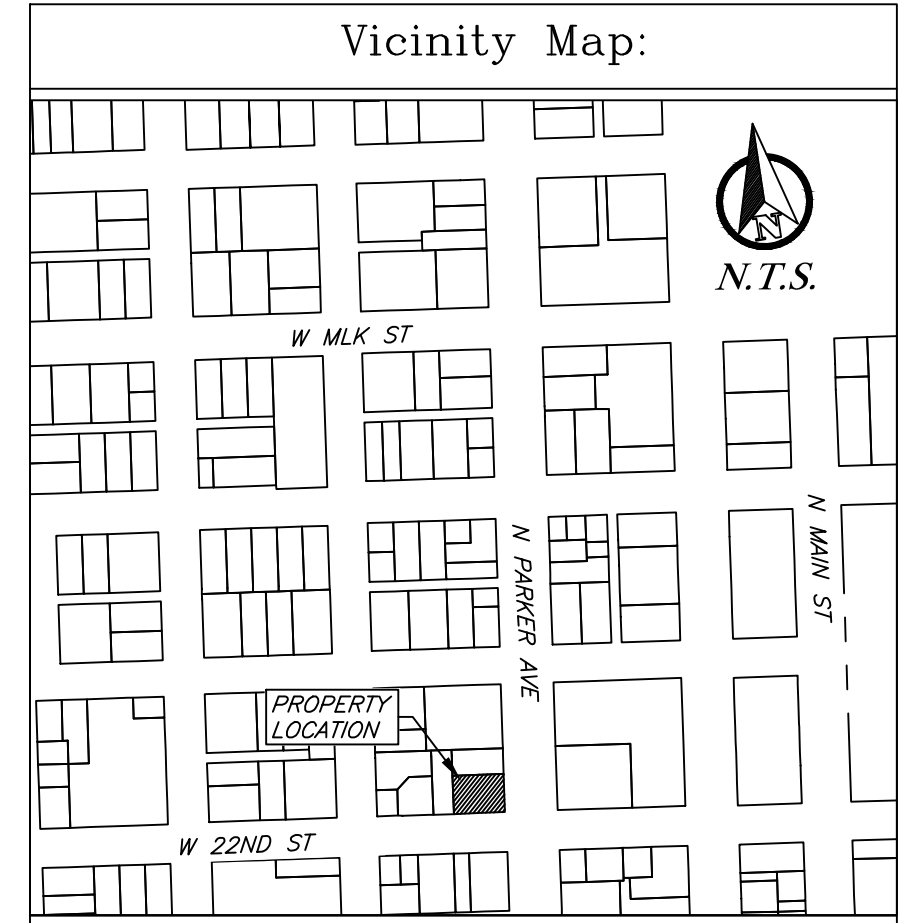 Vicinity Map:
N
N.T.S.
W MLK ST
N PARKER AVE
N MAIN ST
PROPERTY
LOCATION
W 22ND ST